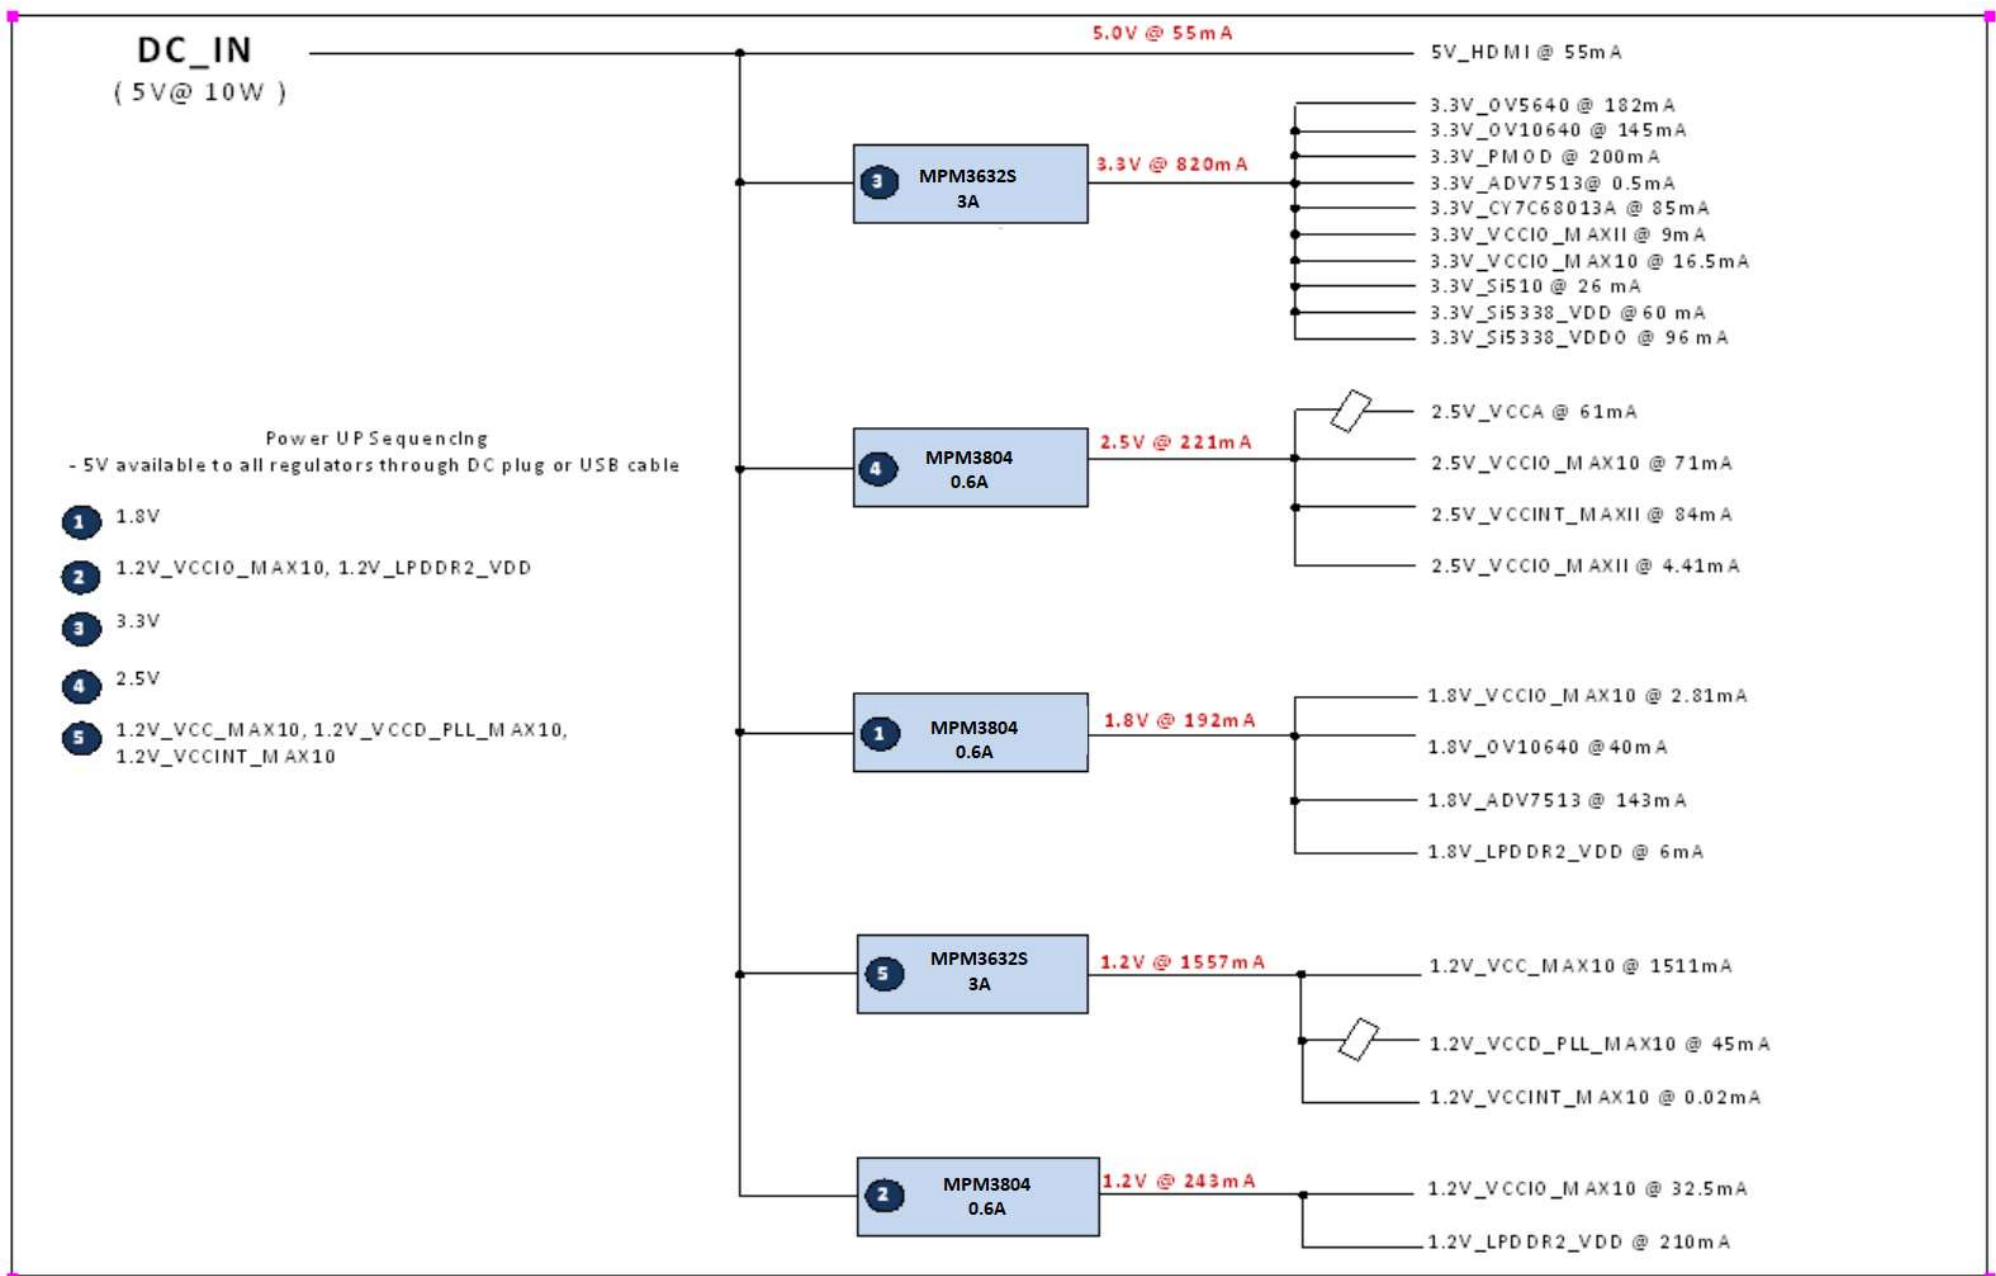 DC_IN
( 5V@ 10W )
5.0V @ 55mA
5V_HDMI @ 55mA
3
MPM3632S
3A
3.3V @ 820mA
3.3V_OV5640 @ 182mA
3.3V_OV10640 @ 145mA
3.3V_PMOD @ 200mA
3.3V_ADV7513@ 0.5mA
3.3V_CY7C68013A @ 85mA
3.3V_VCCIO_MAXII @ 9mA
3.3V_VCCIO_MAX10 @ 16.5mA
3.3V_Si510 @ 26 mA
3.3V_Si5338_VDD @60 mA
3.3V_Si5338_VDDO @ 96 mA
Power UP Sequencing
- 5V available to all regulators through DC plug or USB cable
1 1.8V
2 1.2V_VCCIO_MAX10, 1.2V_LPDDR2_VDD
3 3.3V
4 2.5V
5 1.2V_VCC_MAX10, 1.2V_VCCD_PLL_MAX10,
1.2V_VCCINT_MAX10
4
MPM3804
0.6A
2.5V @ 221mA
2.5V_VCCA @ 61mA
2.5V_VCCIO_MAX10 @ 71mA
2.5V_VCCINT_MAXII @ 84mA
2.5V_VCCIO_MAXII @ 4.41mA
1
MPM3804
0.6A
1.8V @ 192mA
1.8V_VCCIO_MAX10 @ 2.81mA
1.8V_OV10640 @40mA
1.8V_ADV7513 @ 143mA
1.8V_LPDDR2_VDD @ 6mA
5
MPM3632S
3A
1.2V @ 1557mA
1.2V_VCC_MAX10 @ 1511mA
1.2V_VCCD_PLL_MAX10 @ 45mA
1.2V_VCCINT_MAX10 @ 0.02mA
2
MPM3804
0.6A
1.2V @ 243mA
1.2V_VCCIO_MAX10 @ 32.5mA
1.2V_LPDDR2_VDD @ 210mA